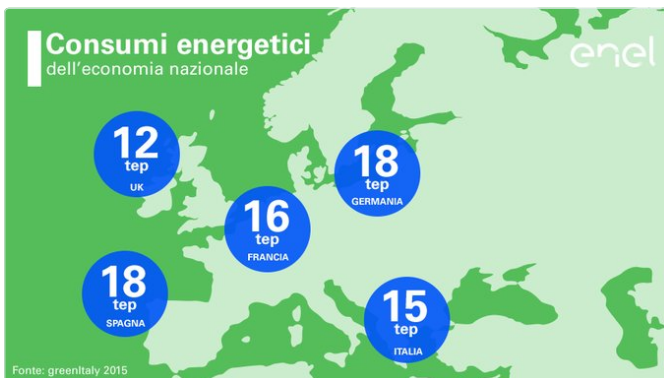 Consumi energetici
dell'economia nazionale
enel
12
tep
UK
18
tep
GERMANIA
16
tep
FRANCIA
18
tep
SPAGNA
15
tep
ITALIA
Fonte: greenItaly 2015